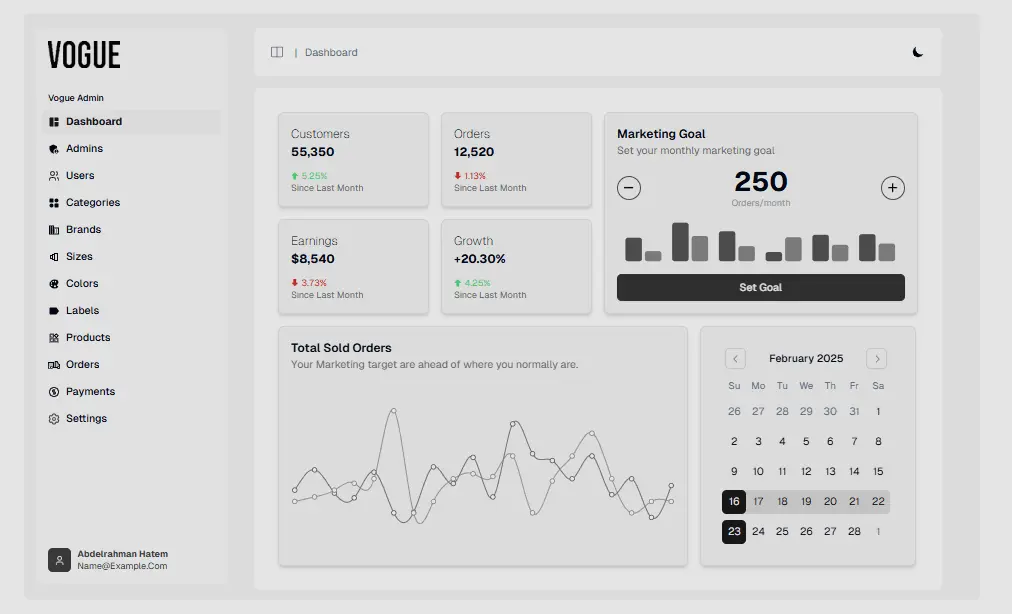 VOGUE
Vogue Admin
Dashboard
Admins
Users
Categories
Brands
Sizes
Colors
Labels
Products
Orders
Payments
Settings
Abdelrahman Hatem
Name@Example.Com
| Dashboard
Customers
55,350
5.25%
Since Last Month
Orders
12,520
1.13%
Since Last Month
Earnings
$8,540
3.73%
Since Last Month
Growth
+20.30%
4.25%
Since Last Month
Marketing Goal
Set your monthly marketing goal
250
Orders/month
Set Goal
Total Sold Orders
Your Marketing target are ahead of where you normally are.
February 2025
Su Mo Tu We Th Fr Sa
26 27 28 29 30 31 1
2 3 4 5 6 7 8
9 10 11 12 13 14 15
16 17 18 19 20 21 22
23 24 25 26 27 28 1